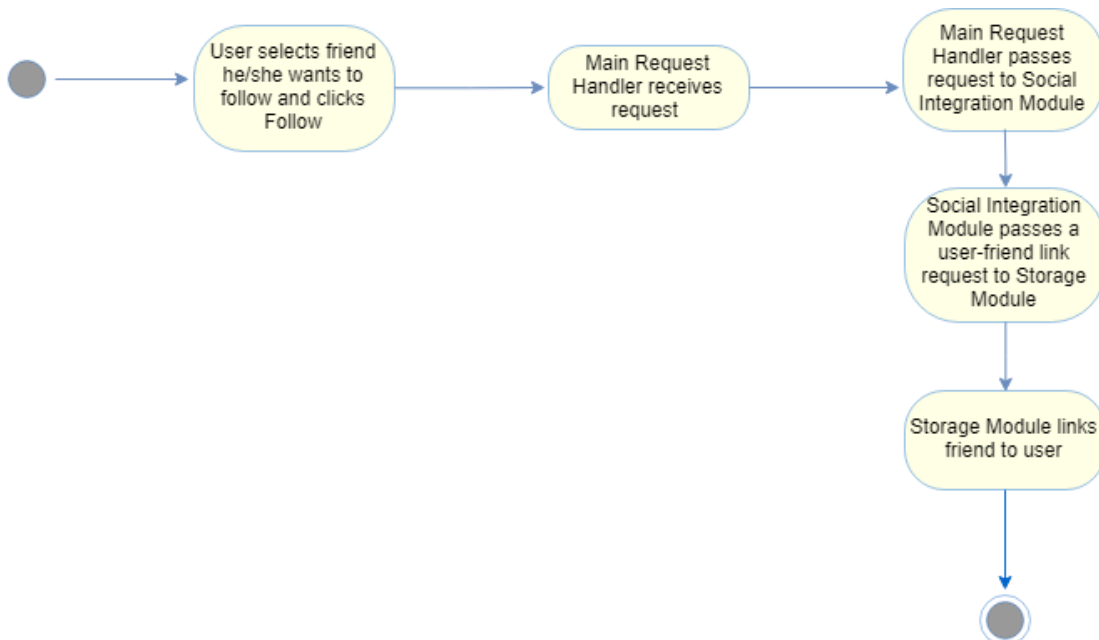 User selects friend
he/she wants to
follow and clicks
Follow
Main Request
Handler receives
request
Main Request
Handler passes
request to Social
Integration Module
Social Integration
Module passes a
user-friend link
request to Storage
Module
Storage Module links
friend to user